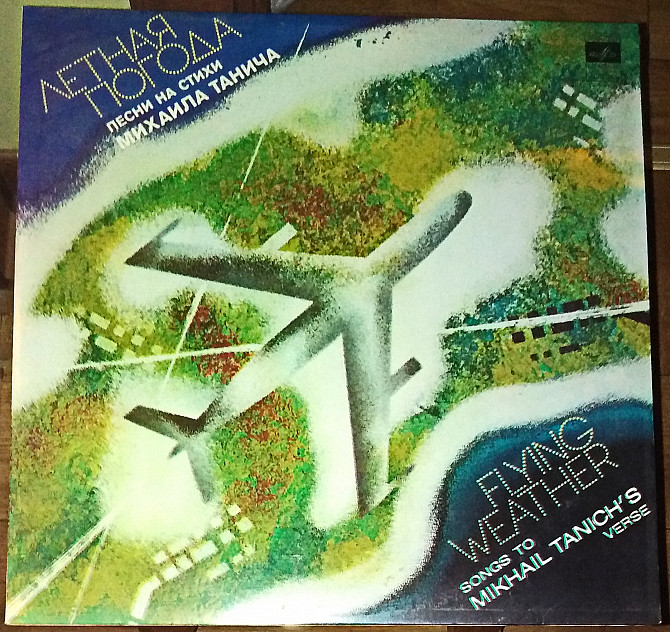 ЛЕТНАЯ
ПОГОДА
ПЕСНИ НА СТИХИ
МИХАИЛА ТАНИЧА
FLYING
WEATHER
SONGS TO
MIKHAIL TANICH'S
VERSE